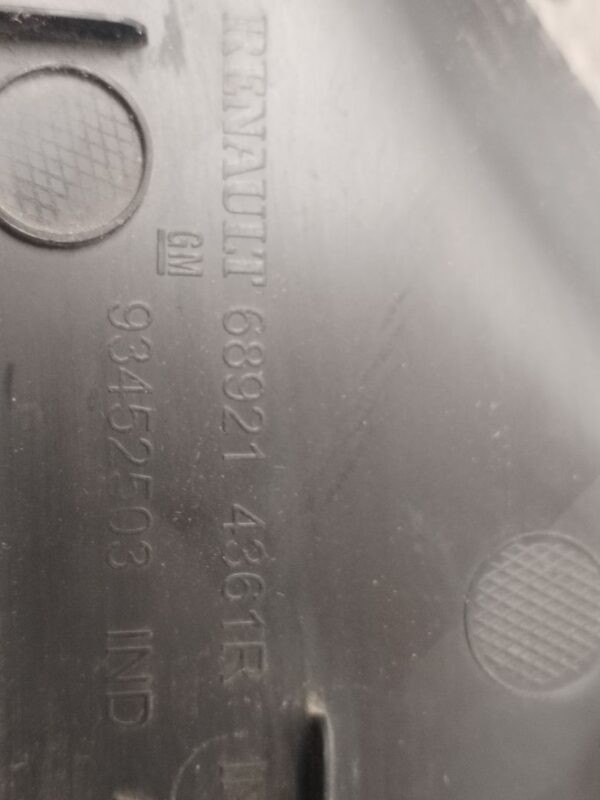 RENAULT 68921 4361R
GM
93452503 IND